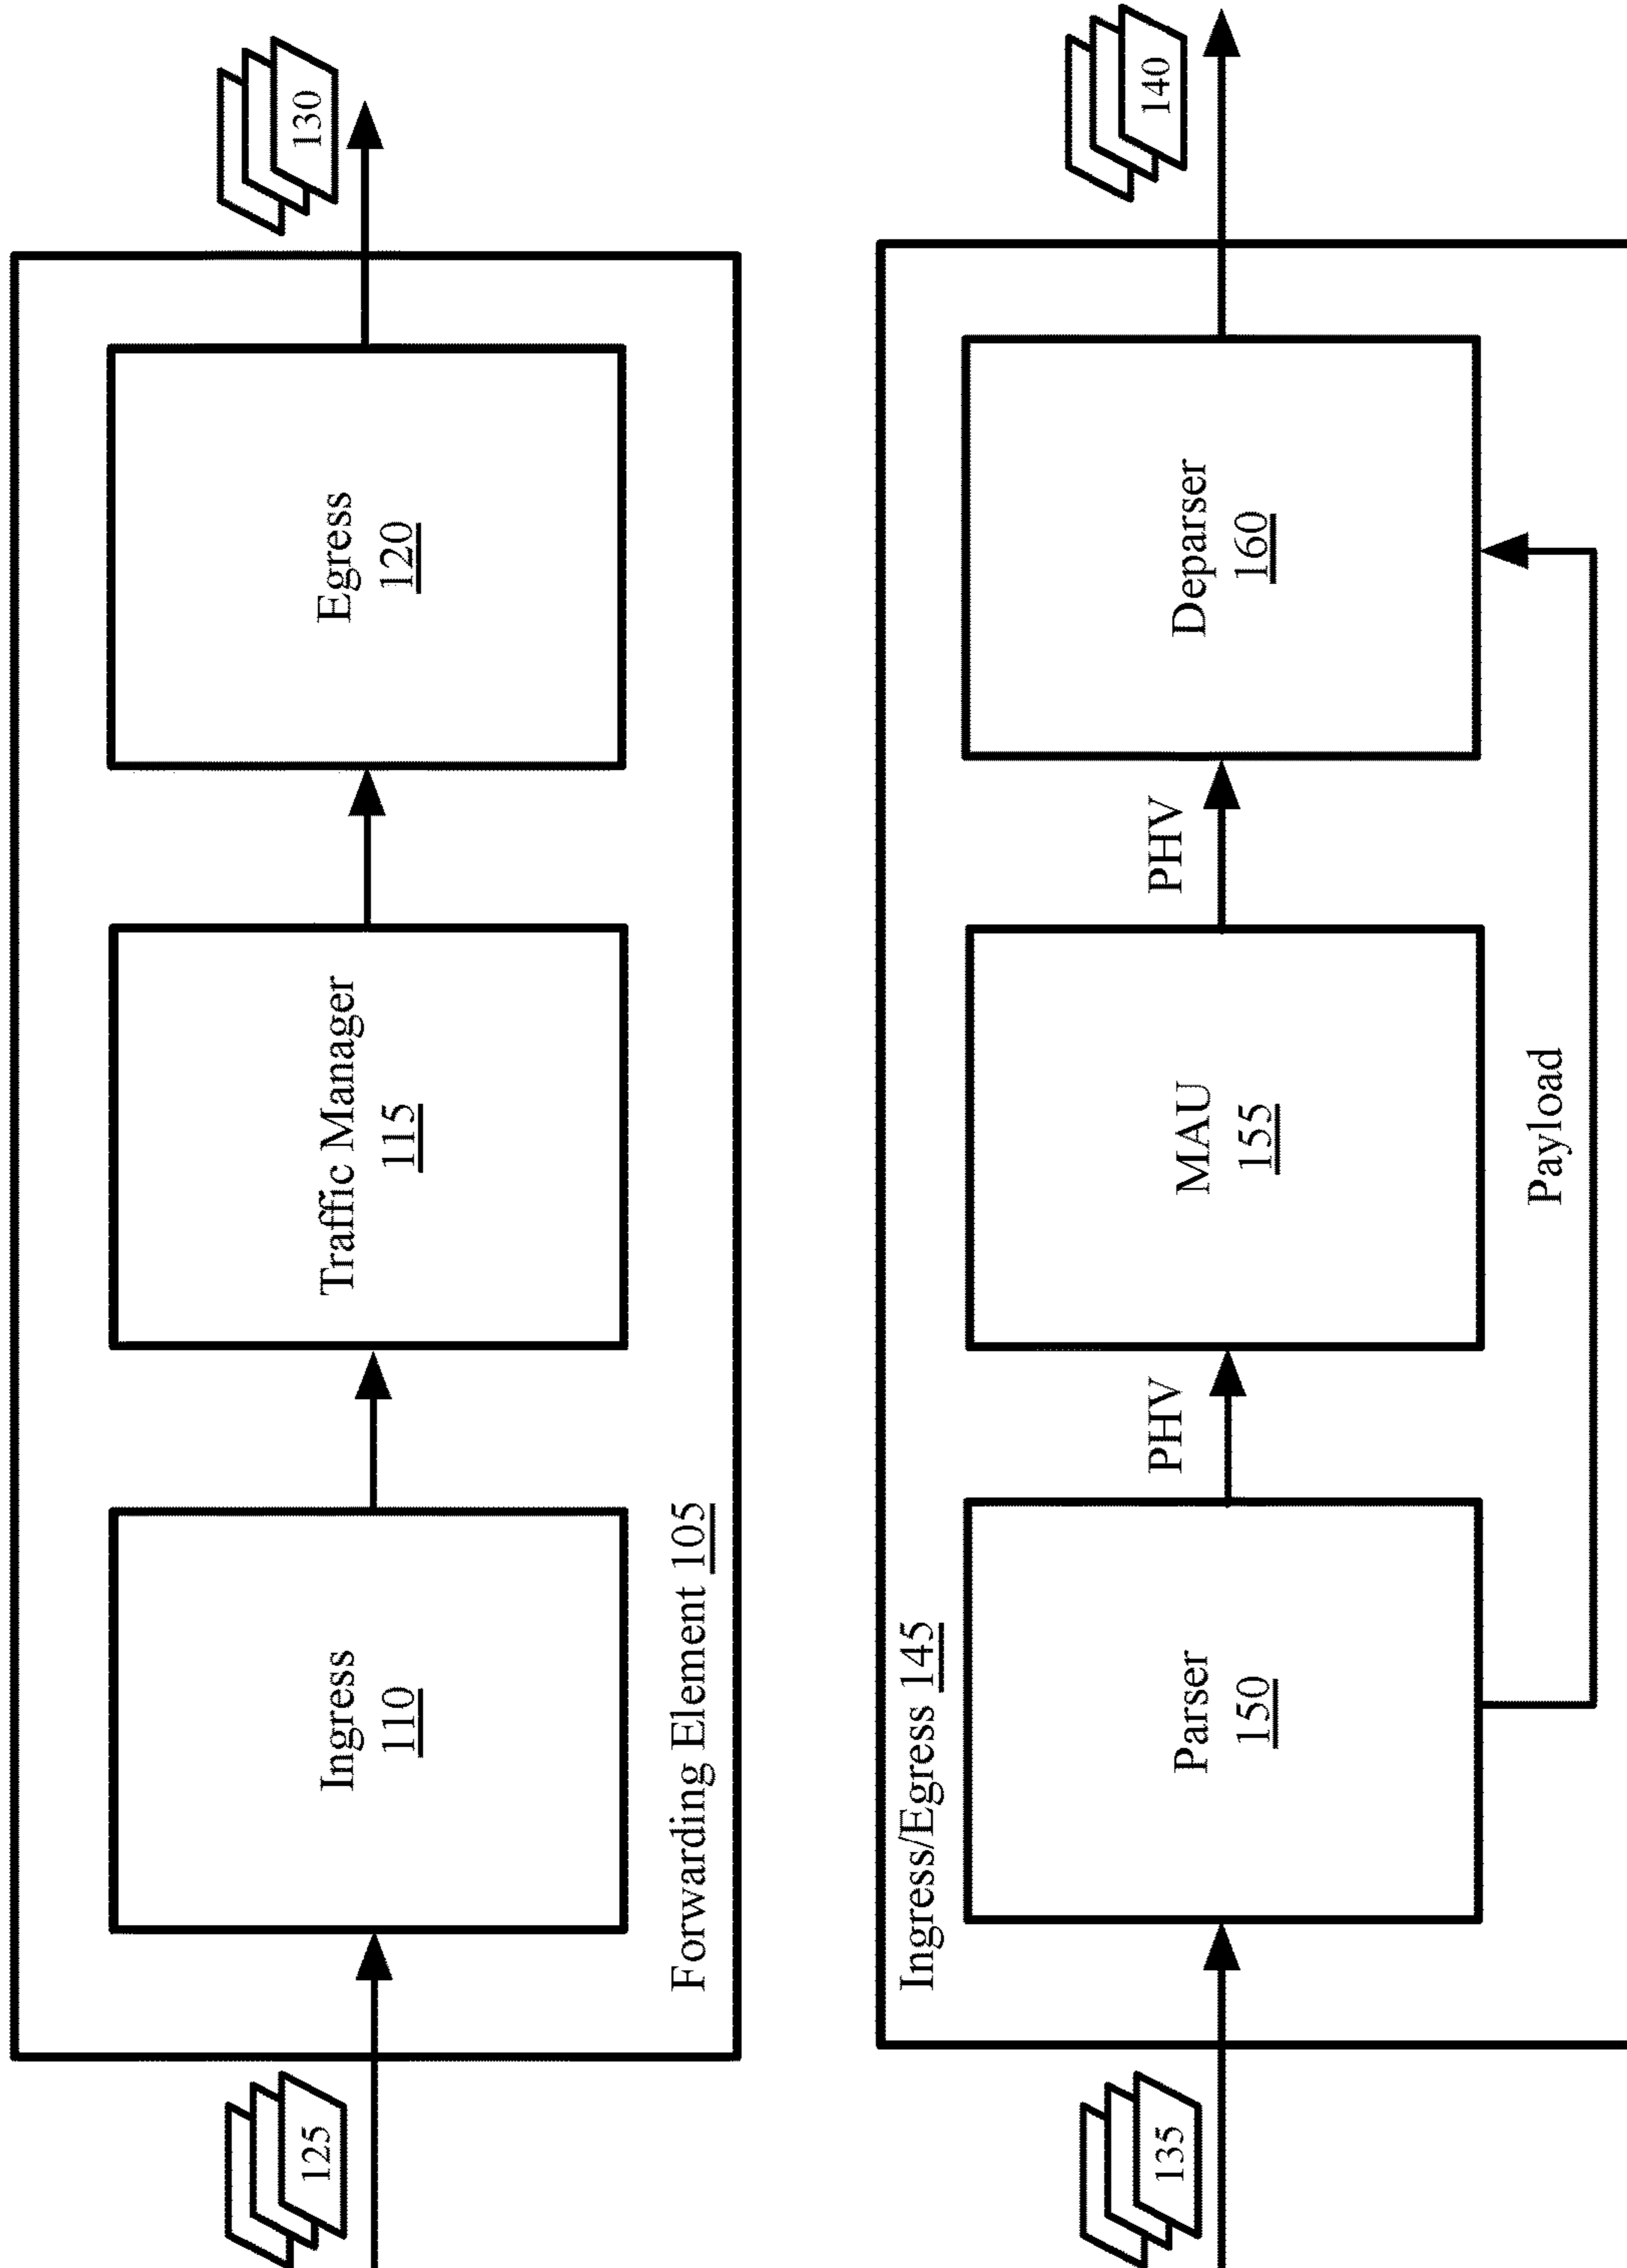 130
Egress
120
Traffic Manager
115
Ingress
110
Forwarding Element 105
125
140
Deparser
160
PHV
MAU
155
Payload
PHV
Parser
150
Ingress/Egress 145
135